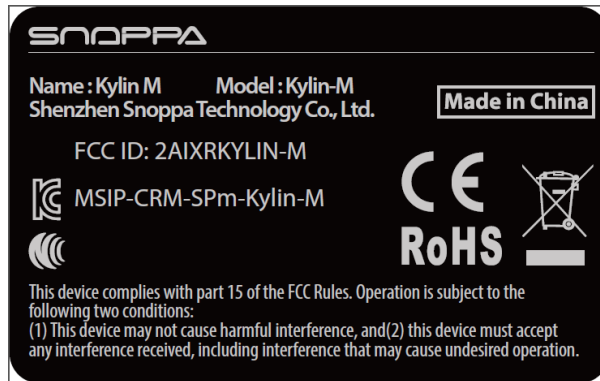 SNOPPA
Name : Kylin M Model : Kylin-M
Shenzhen Snoppa Technology Co., Ltd.
Made in China
FCC ID: 2AIXRKYLIN-M
MSIP-CRM-SPm-Kylin-M
CE
RoHS
This device complies with part 15 of the FCC Rules. Operation is subject to the
following two conditions:
(1) This device may not cause harmful interference, and(2) this device must accept
any interference received, including interference that may cause undesired operation.